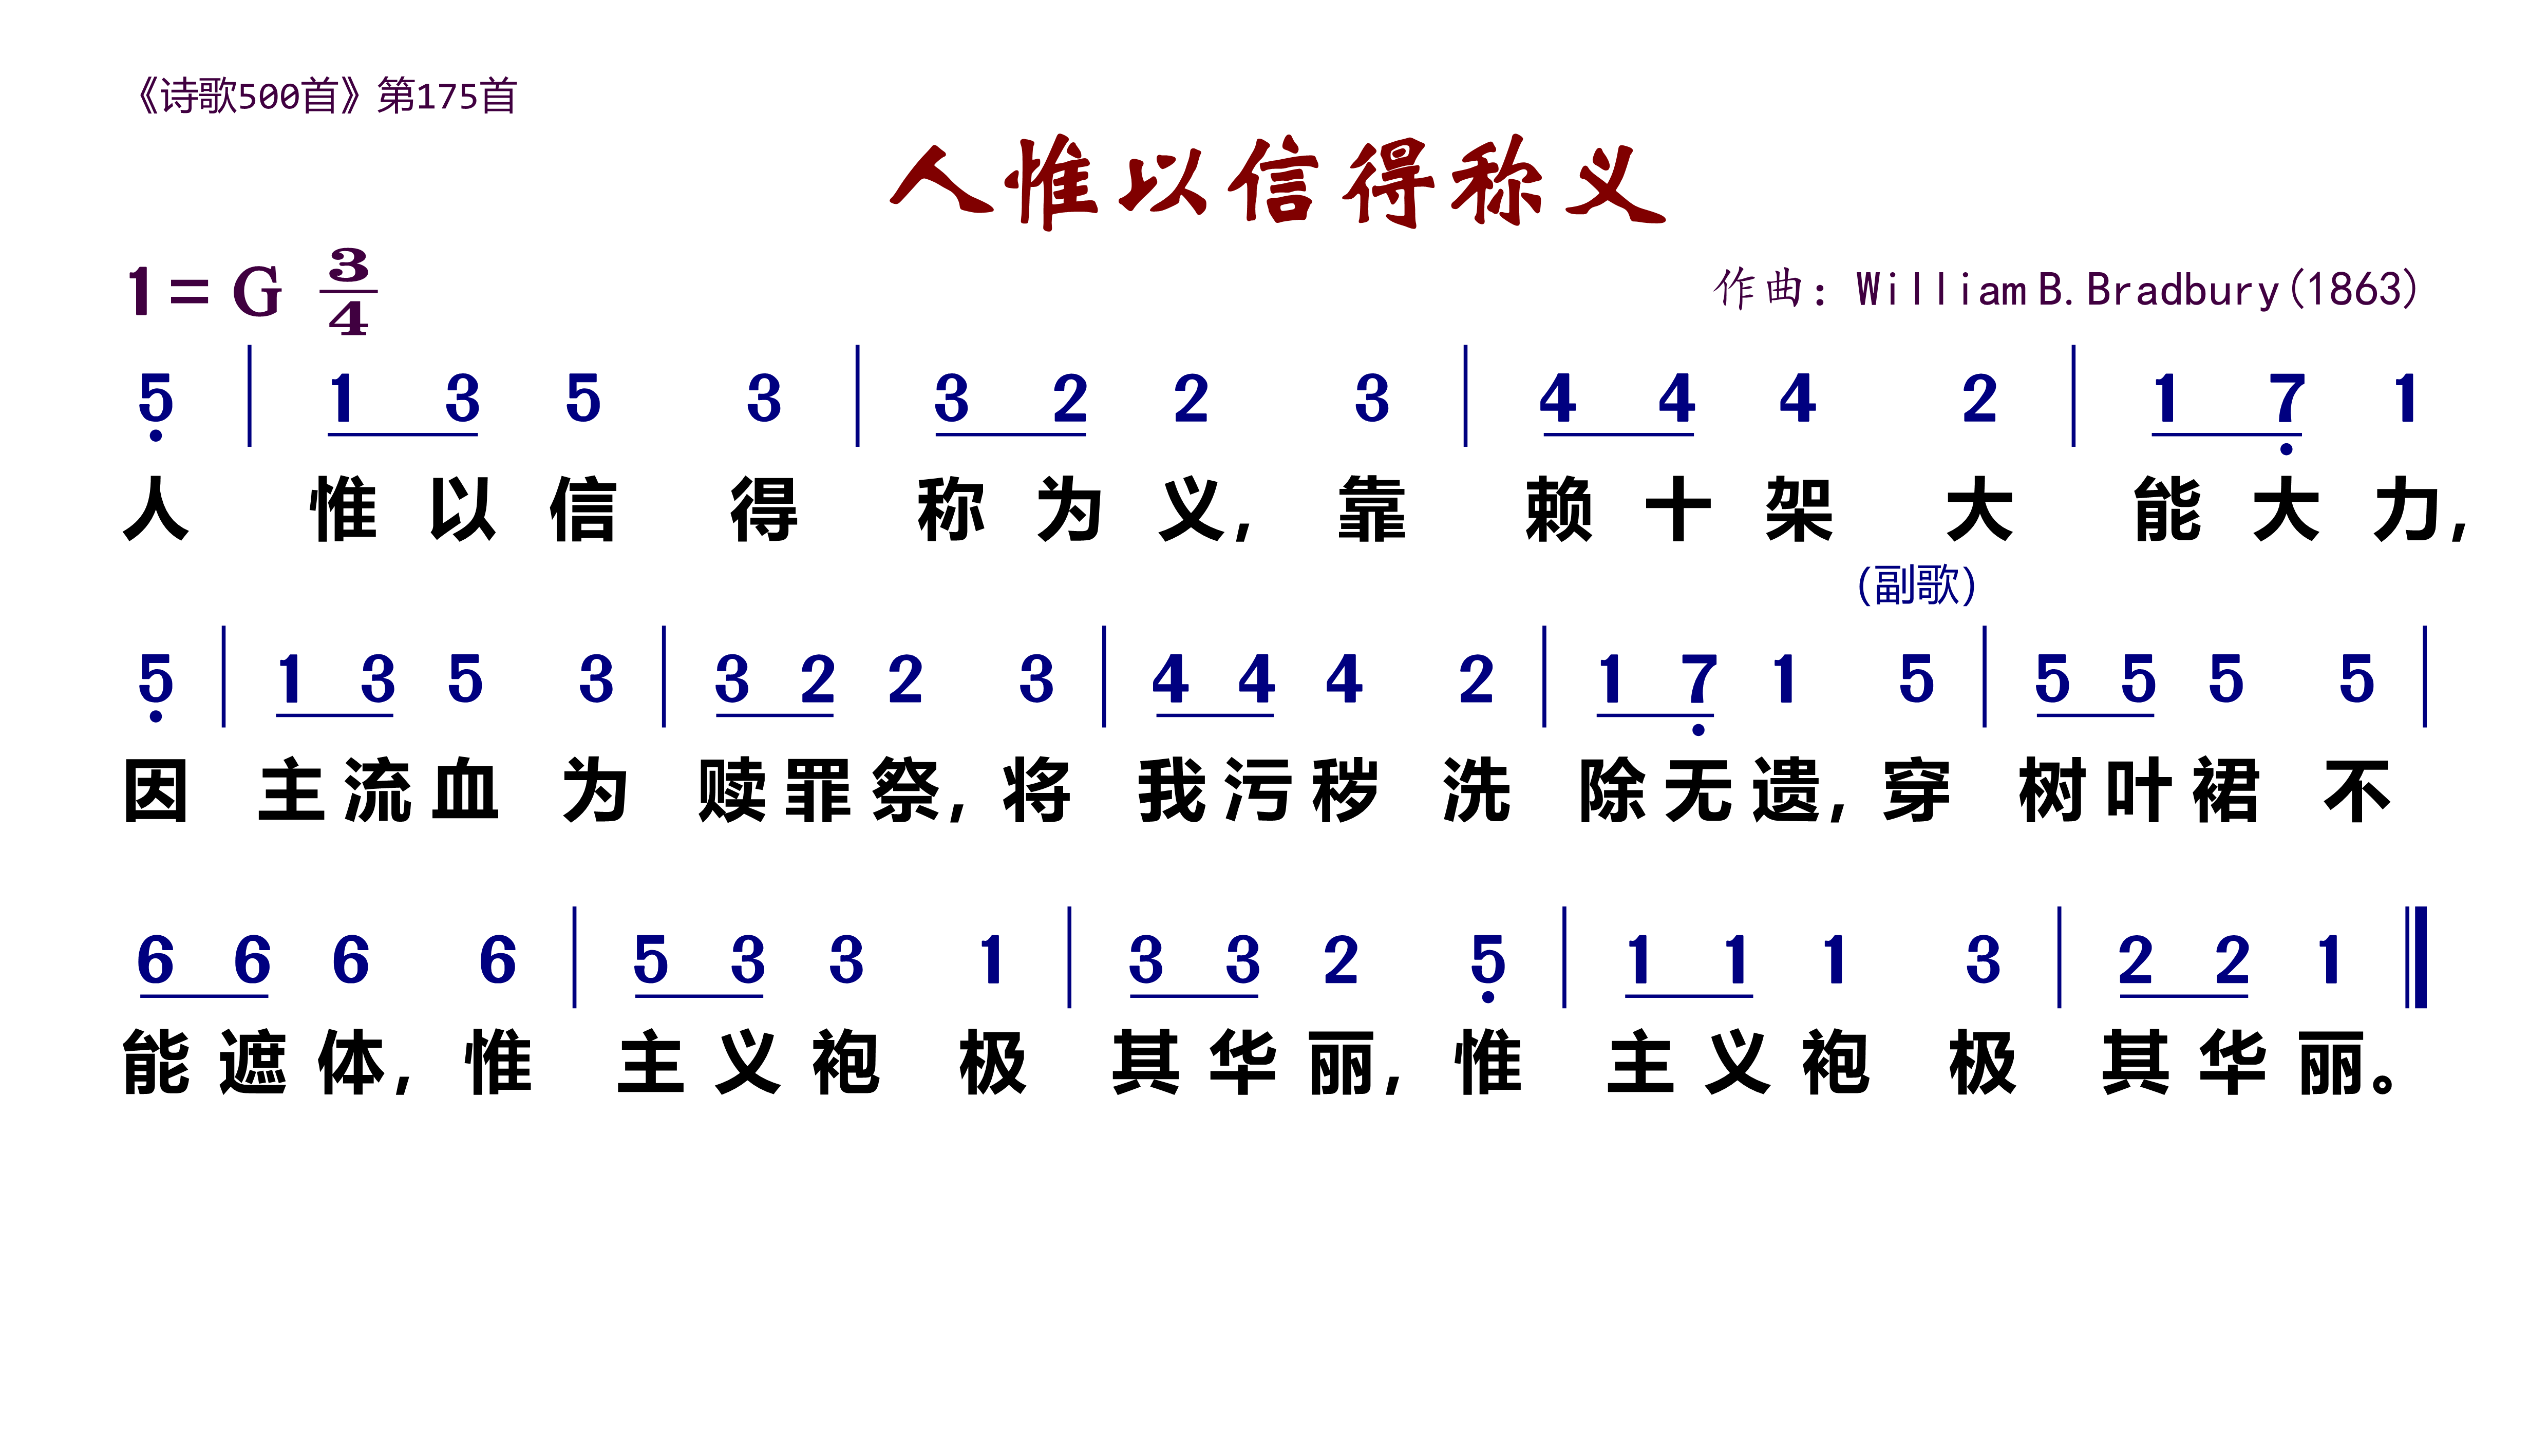 《诗歌500首》第175首
人惟以信得称义
1=G 3/4
作曲：William B. Bradbury(1863)
5 | 1 3 5 3 | 3 2 2 3 | 4 4 4 2 | 1 7 1
人 惟以信 得 称为义, 靠 赖十架 大 能大力,
(副歌)
5 | 1 3 5 3 | 3 2 2 3 | 4 4 4 2 | 1 7 1 5 | 5 5 5 5 |
因 主流血 为 赎罪祭, 将 我污秽 洗 除无遗, 穿 树叶裙 不
6 6 6 6 | 5 3 3 1 | 3 3 2 5 | 1 1 1 3 | 2 2 1
能遮体, 惟 主义袍 极 其华丽, 惟 主义袍 极 其华丽。